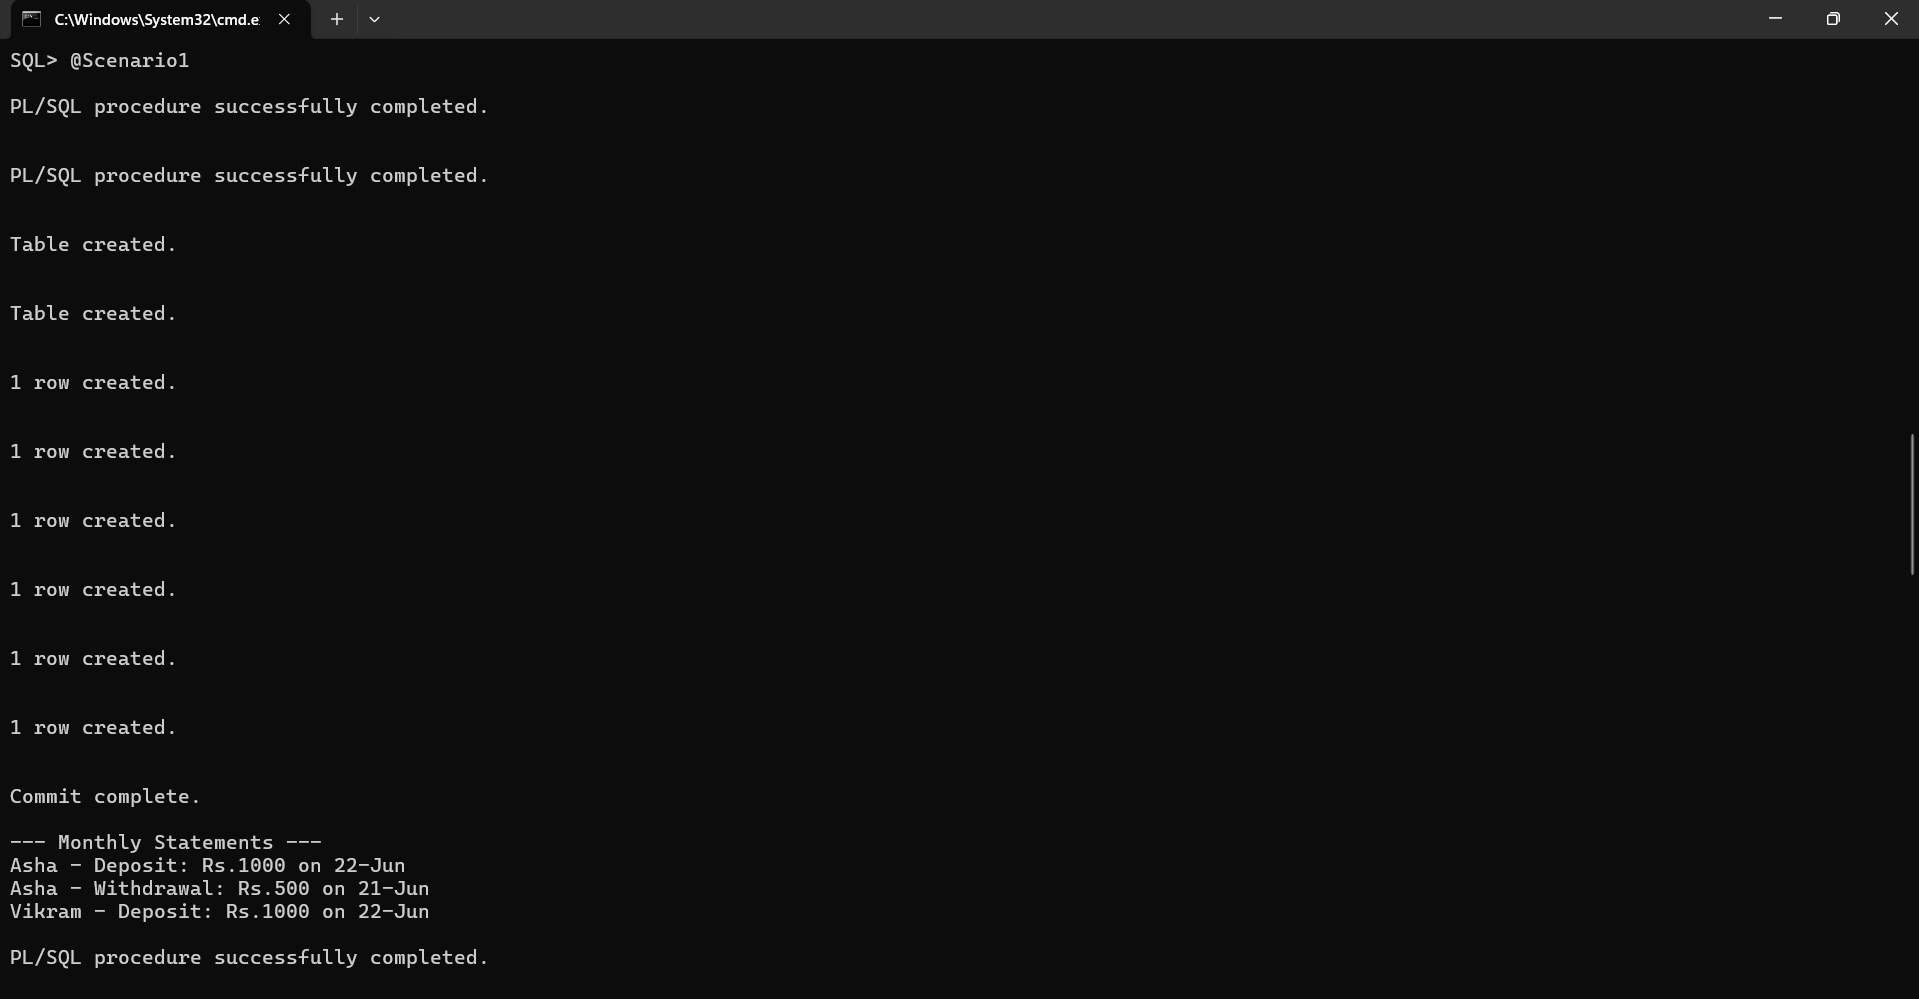 C:\Windows\System32\cmd.e
SQL> @Scenario1
PL/SQL procedure successfully completed.
PL/SQL procedure successfully completed.
Table created.
Table created.
1 row created.
1 row created.
1 row created.
1 row created.
1 row created.
1 row created.
Commit complete.
--- Monthly Statements ---
Asha - Deposit: Rs.1000 on 22-Jun
Asha - Withdrawal: Rs.500 on 21-Jun
Vikram - Deposit: Rs.1000 on 22-Jun
PL/SQL procedure successfully completed.